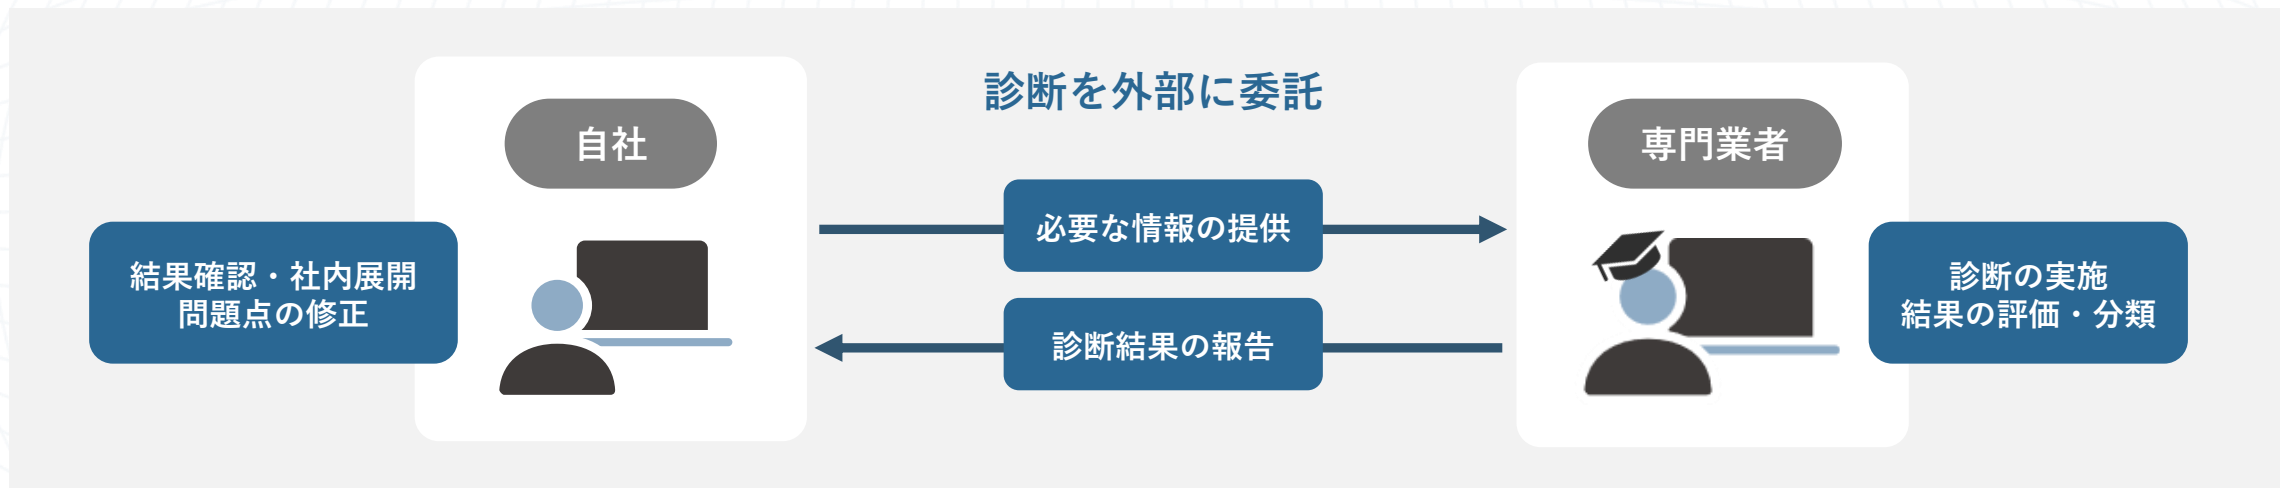 診断を外部に委託
自社
専門業者
必要な情報の提供
結果確認・社内展開
問題点の修正
診断の実施
結果の評価・分類
診断結果の報告